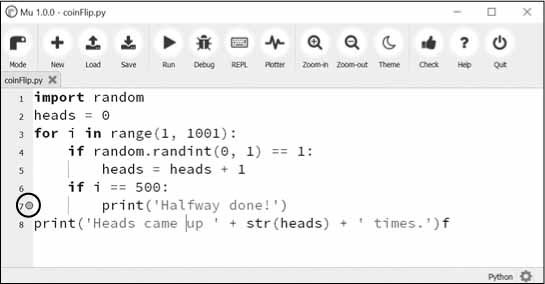 Mu 1.0.0 - coinFlip.py
Mode New Load Save Run Debug REPL Plotter Zoom-in Zoom-out Theme Check Help Quit
coinFlip.py
1 import random
2 heads = 0
3 for i in range(1, 1001):
4     if random.randint(0, 1) == 1:
5         heads = heads + 1
6     if i == 500:
7         print('Halfway done!')
8 print('Heads came up ' + str(heads) + ' times.')f
Python